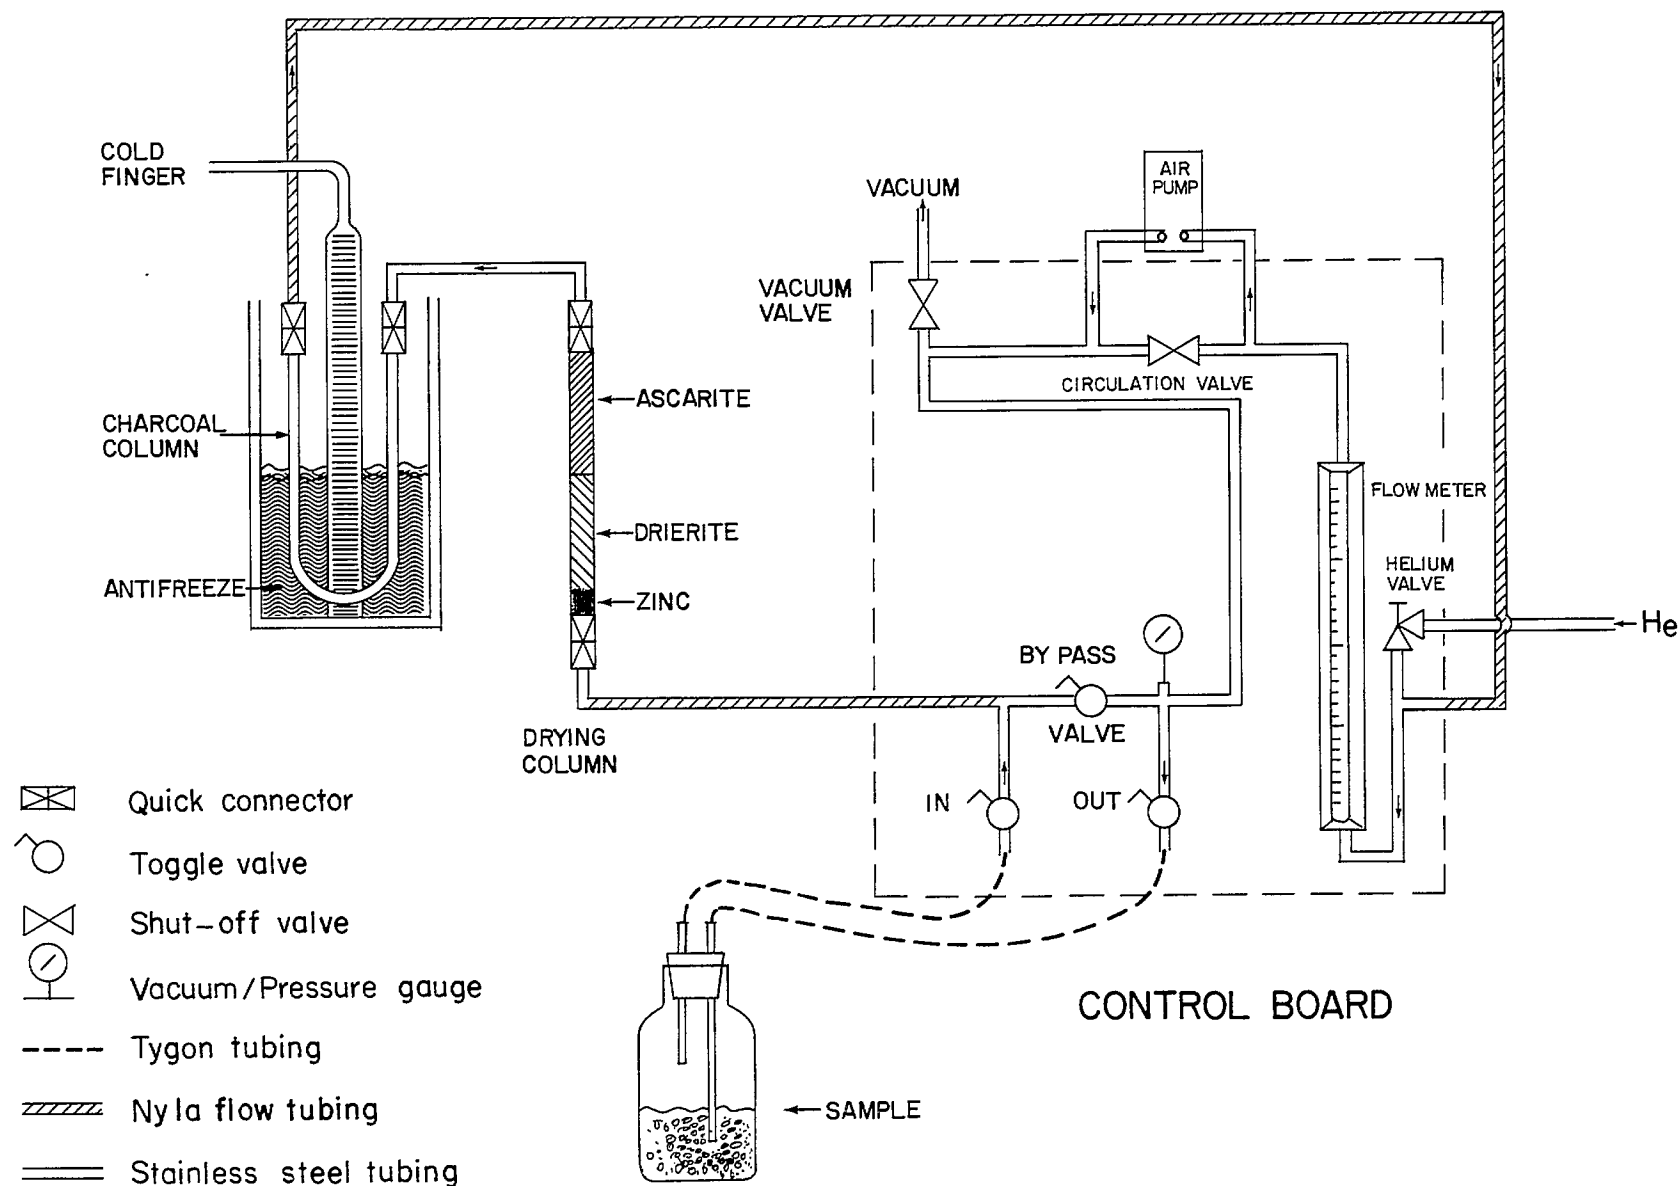 COLD
FINGER
VACUUM
AIR
PUMP
VACUUM
VALVE
CIRCULATION VALVE
ASCARITE
CHARCOAL
COLUMN
FLOW METER
DRIERITE
ANTIFREEZE
ZINC
HELIUM
VALVE
He
BY PASS
VALVE
DRYING
COLUMN
IN
OUT
CONTROL BOARD
SAMPLE
Quick connector
Toggle valve
Shut-off valve
Vacuum/Pressure gauge
Tygon tubing
Nyla flow tubing
Stainless steel tubing